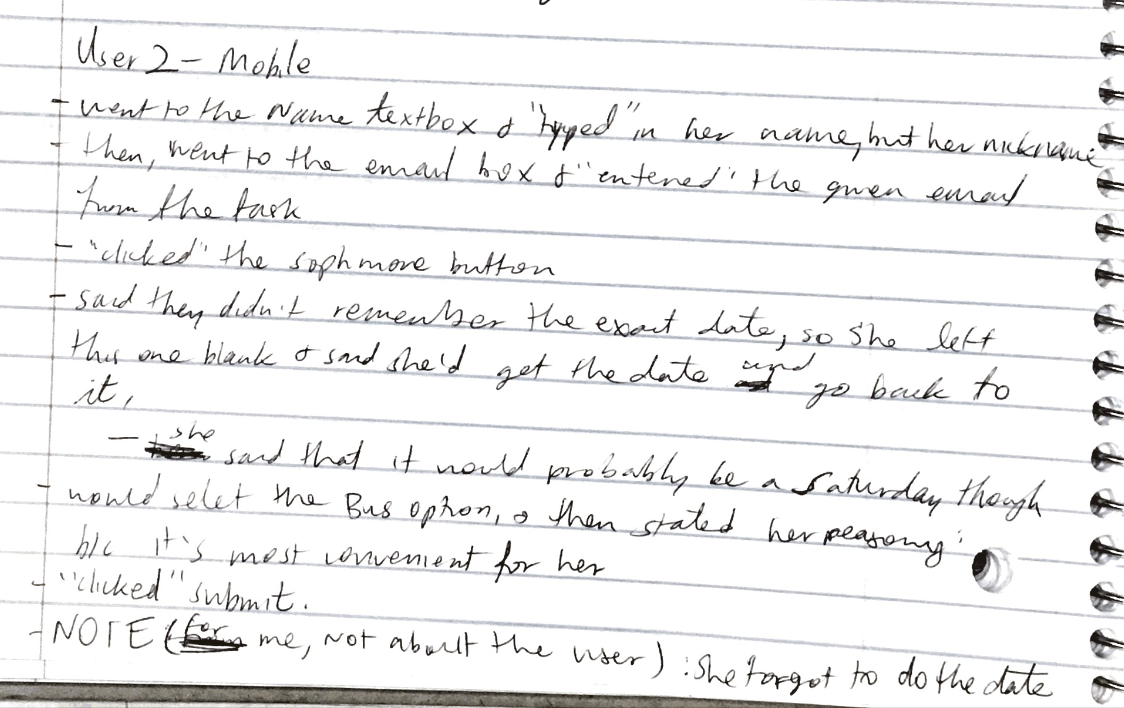 User 2 - Mobile
- went to the Name textbox & "typed" in her name, but her nickname
- then, went to the email box & "entered" the given email
from the task
- "clicked" the sophmore button
- said they didn't remember the exact date, so she left
this one blank & said she'd get the date and go back to
it,
- she said that it would probably be a Saturday though
- would selet the Bus option, & then stated her reasong:
b/c it's most convenient for her
- "clicked" submit.
- NOTE (for me, not about the user): She forgot to do the date